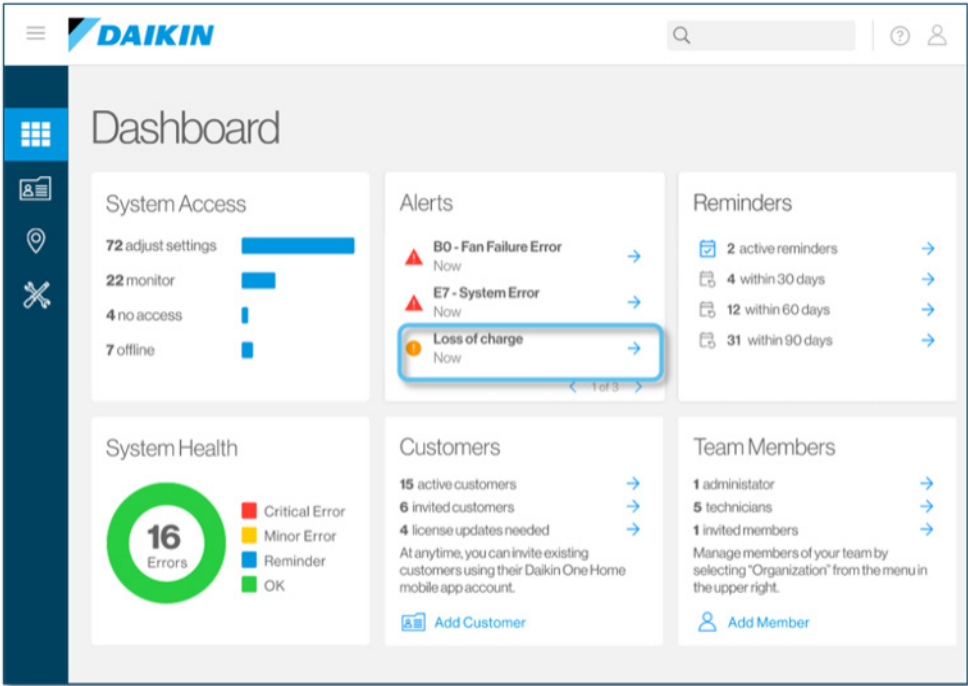 DAIKIN
Dashboard
System Access
72 adjust settings
22 monitor
4 no access
7 offline
Alerts
B0 - Fan Failure Error
Now
E7 - System Error
Now
Loss of charge
Now
1 of 3
Reminders
2 active reminders
4 within 30 days
12 within 60 days
31 within 90 days
System Health
16
Errors
Critical Error
Minor Error
Reminder
OK
Customers
15 active customers
6 invited customers
4 license updates needed
At anytime, you can invite existing
customers using their Daikin One Home
mobile app account.
Add Customer
Team Members
1 administator
5 technicians
1 invited members
Manage members of your team by
selecting "Organization" from the menu in
the upper right.
Add Member